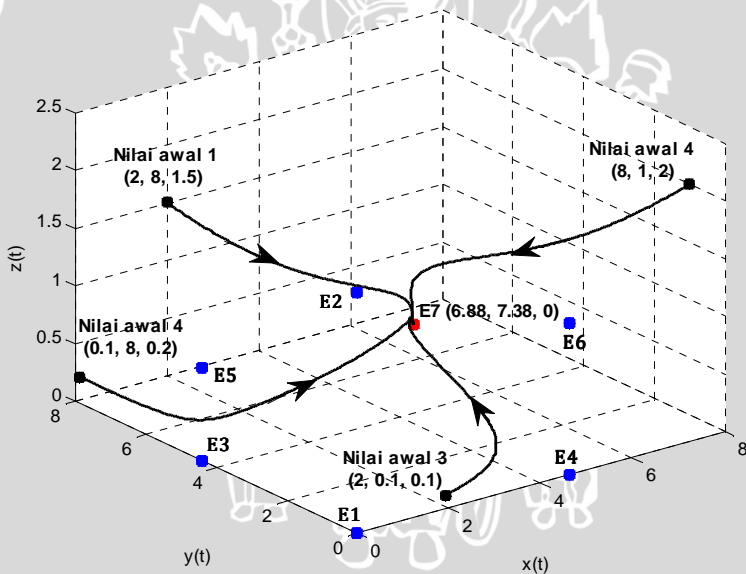 2.5
2
1.5
1
0.5
0
z(t)
Nilai awal 1
(2, 8, 1.5)
Nilai awal 4
(8, 1, 2)
E2
E7 (6.88, 7.38, 0)
E6
Nilai awal 4
(0.1, 8, 0.2)
E5
E3
Nilai awal 3
(2, 0.1, 0.1)
E4
E1
8
6
4
2
0
y(t)
0
2
4
6
8
x(t)